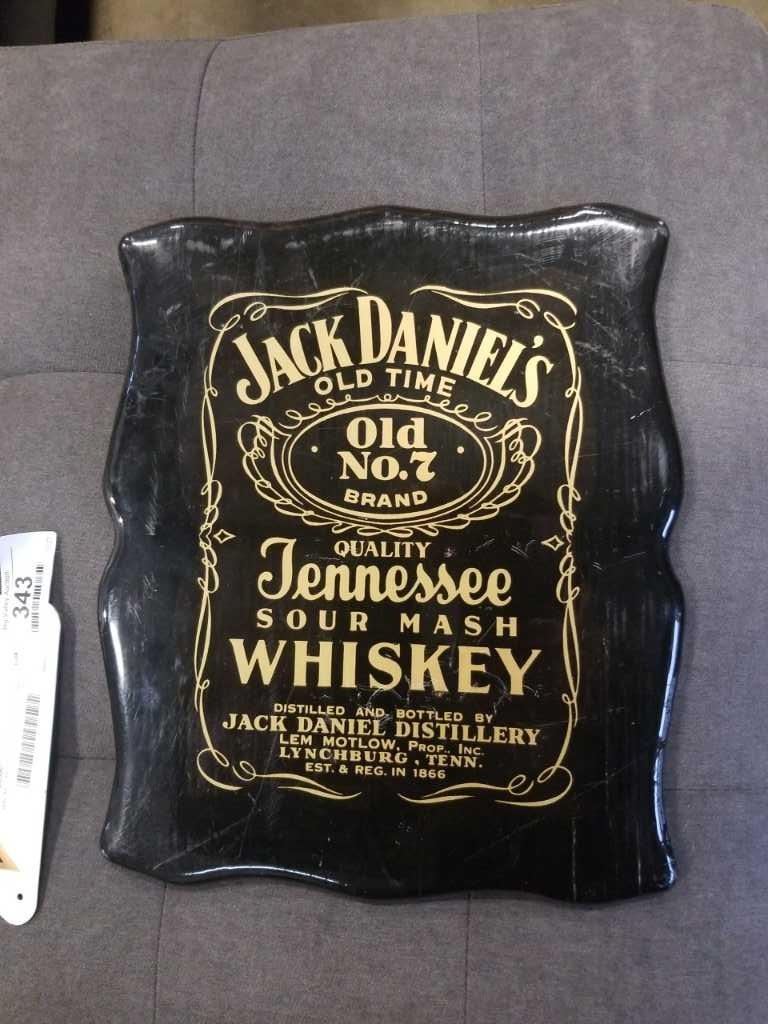 JACK DANIEL'S
OLD TIME
Old
No.7
BRAND
QUALITY
Tennessee
SOUR MASH
WHISKEY
DISTILLED AND BOTTLED BY
JACK DANIEL DISTILLERY
LEM MOTLOW, PROP., INC.
LYNCHBURG, TENN.
EST. & REG. IN 1866
343